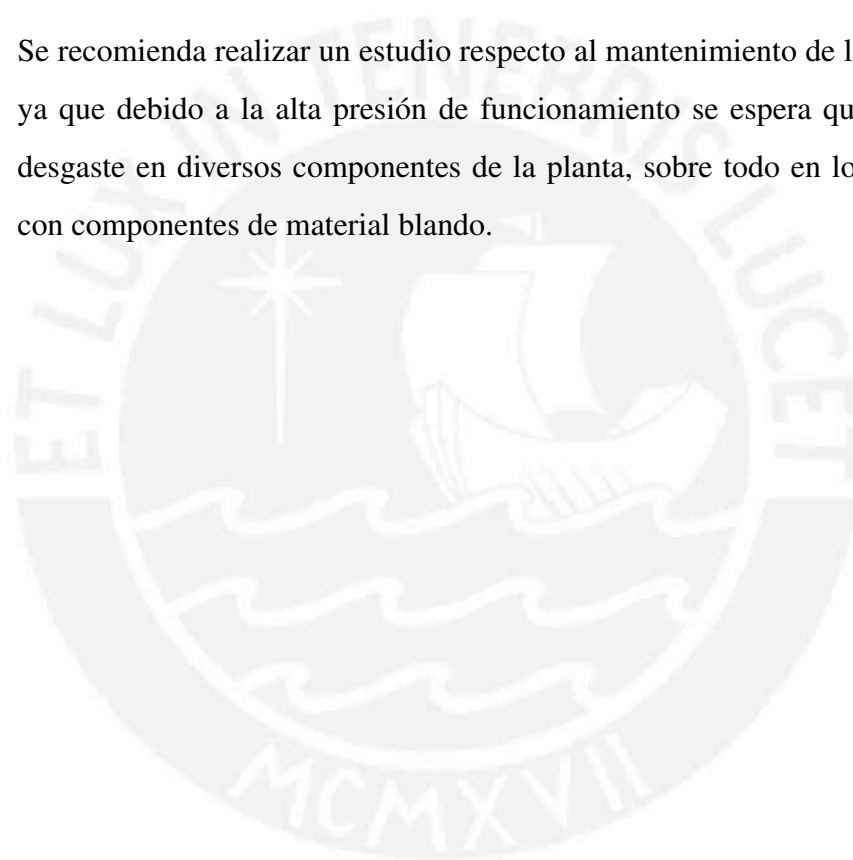 Se recomienda realizar un estudio respecto al mantenimiento de l
ya que debido a la alta presión de funcionamiento se espera qu
desgaste en diversos componentes de la planta, sobre todo en lo
con componentes de material blando.
ET LUX IN TENEBRIS LUCET
MCMXVII